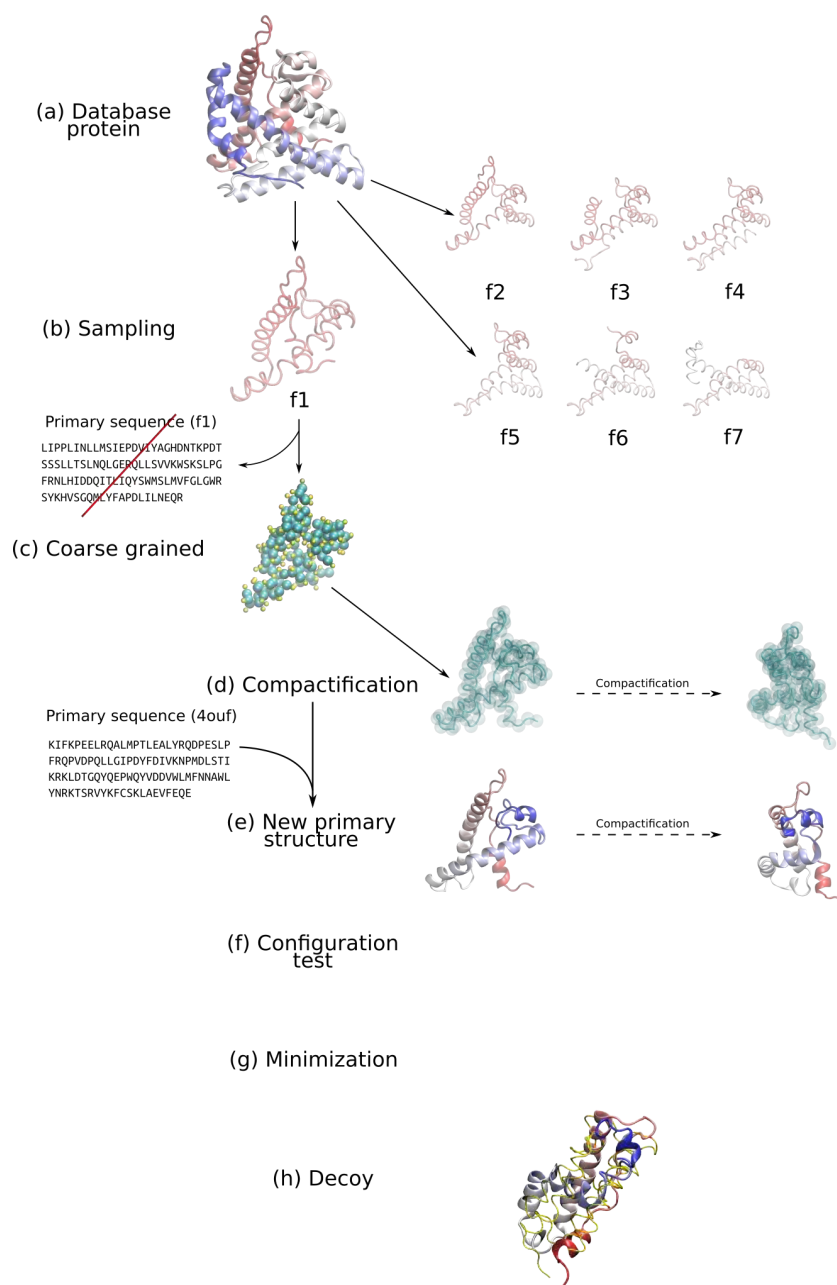 (a) Database
protein
f2
f3
f4
(b) Sampling
f1
f5
f6
f7
Primary sequence (f1)
LIPPLINLLMSIEPDVIYAGHDNTKPDT
SSSLLTSLNQLGERQLLSVVKWSKSLPG
FRNLHIDDQITLIQYSWMSLMVFGLGWR
SYKHVSGQMLYFAPDLILNEQR
(c) Coarse grained
(d) Compactification
Compactification
Primary sequence (4ouf)
KIFKPEELRQALMPTLEALYRQDPESLP
FRQPVDPQLLGIPDYFDIVKNPMDLSTI
KRKLDTGQYQEPWQYVDDVWLMFNNAWL
YNRKTSRVYKFCSKLAEVFEQE
(e) New primary
structure
Compactification
(f) Configuration
test
(g) Minimization
(h) Decoy